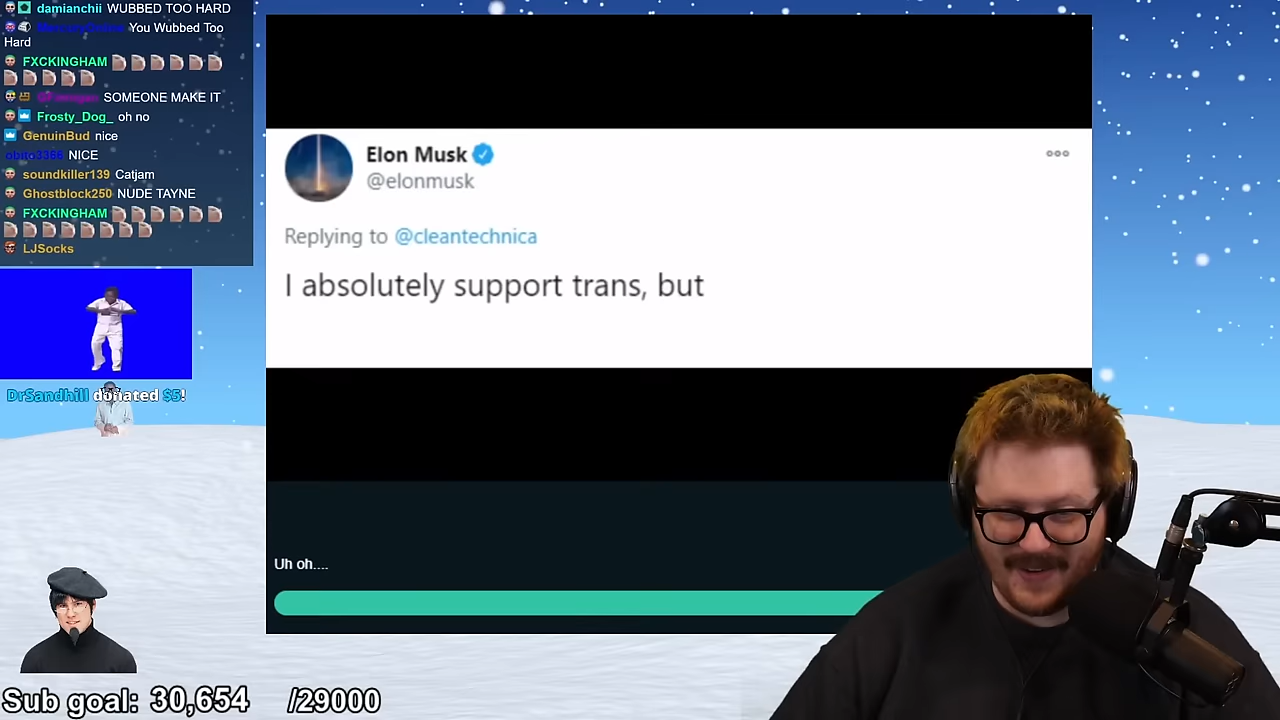 damianchii WUBBED TOO HARD
You Wubbed Too
Hard
FXCKINGHAM
SOMEONE MAKE IT
Frosty_Dog_ oh no
GenuinBud nice
obito3366 NICE
soundkiller139 Catjam
Ghostblock250 NUDE TAYNE
FXCKINGHAM
LJSocks
DrSandhill donated $5!
Elon Musk
@elonmusk
Replying to @cleantechnica
I absolutely support trans, but
Uh oh....
Sub goal: 30,654 /29000